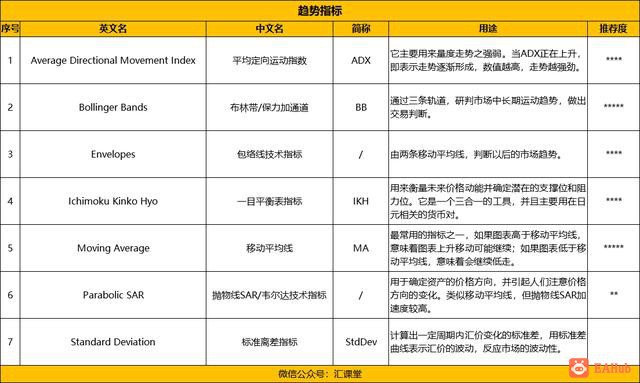 趋势指标
序号 英文名 中文名 简称 用途 推荐度
1 Average Directional Movement Index 平均定向运动指数 ADX 它主要用来量度走势之强弱。当ADX正在上升，
即表示走势逐渐形成，数值越高，走势越强劲。 ****
2 Bollinger Bands 布林带/保力加通道 BB 通过三条轨道，研判市场中长期运动趋势，做出
交易判断。 *****
3 Envelopes 包络线技术指标 / 由两条移动平均线，判断以后的市场趋势。 ****
4 Ichimoku Kinko Hyo 一目平衡表指标 IKH 用来衡量未来价格动能并确定潜在的支撑位和阻
力位。它是一个三合一的工具，并且主要用在日
元相关的货币对。 ****
5 Moving Average 移动平均线 MA 最常用的指标之一，如果图表高于移动平均线，
意味着图表上升移动可能继续；如果图表低于移
动平均线，意味着会继续低走。 *****
6 Parabolic SAR 抛物线SAR/韦尔达技术指标 / 用于确定资产的价格方向，并引起人们注意价格
方向的变化。类似移动平均线，但抛物线SAR加
速度较高。 **
7 Standard Deviation 标准离差指标 StdDev 计算出一定周期内汇价变化的标准差，用标准差
曲线表示汇价的波动，反应市场的波动性。
微信公众号：汇课堂
EAHub